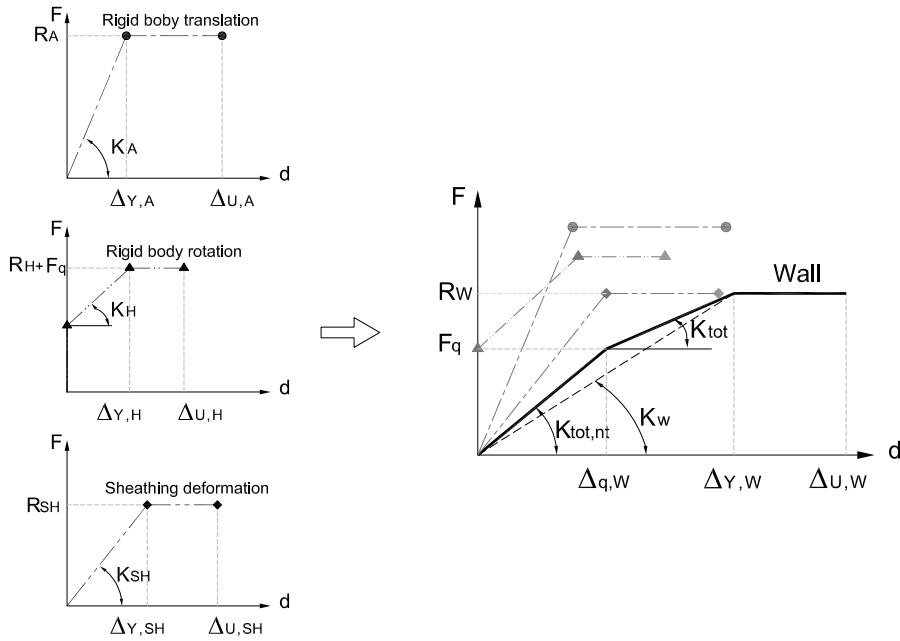 F
Rigid boby translation
RA
KA
d
ΔY,A
ΔU,A
F
Rigid body rotation
RH+Fq
KH
d
ΔY,H
ΔU,H
F
Sheathing deformation
RSH
KSH
d
ΔY,SH
ΔU,SH
F
Wall
RW
Ktot
Fq
KW
Ktot,nt
d
Δq,W
ΔY,W
ΔU,W